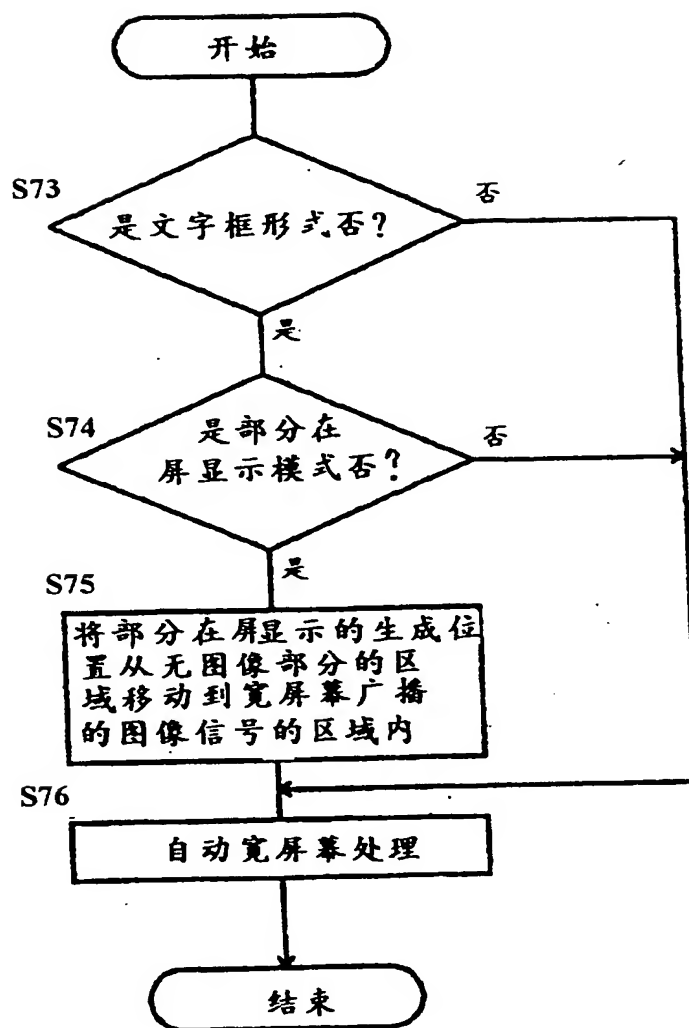 开始
S73
是文字框形式否?
否
是
S74
是部分在
屏显示模式否?
否
是
S75
将部分在屏显示的生成位
置从无图像部分的区
域移动到宽屏幕广播
的图像信号的区域内
S76
自动宽屏幕处理
结束